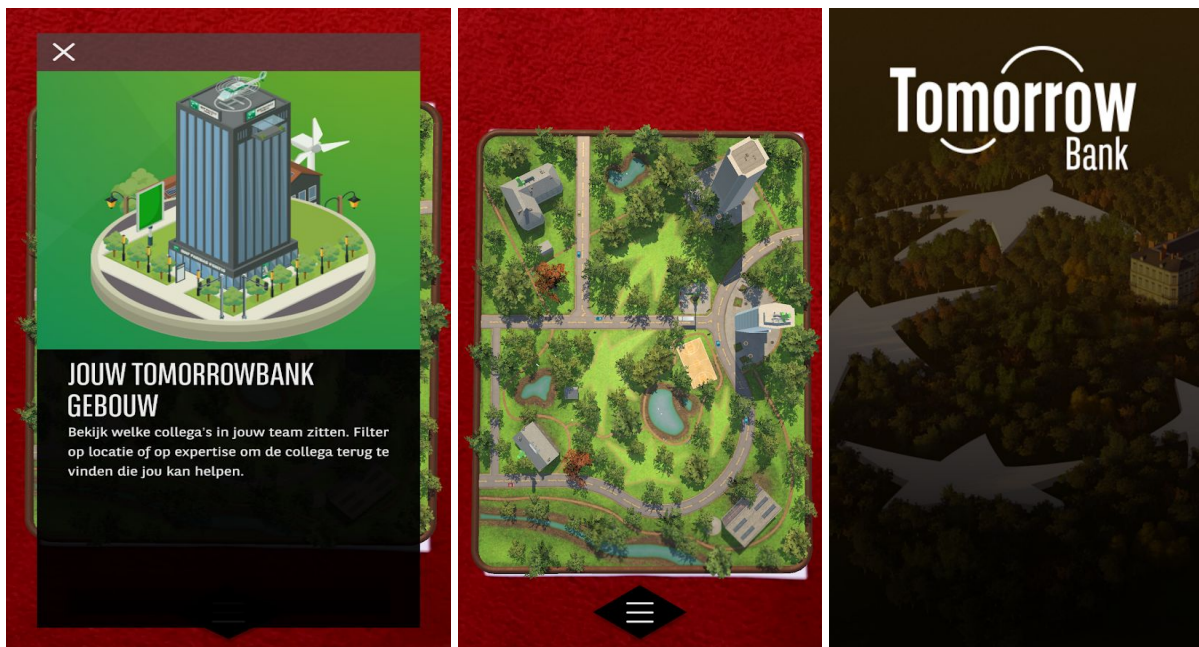 JOUW TOMORROWBANK
GEBOUW
Bekijk welke collega's in jouw team zitten. Filter
op locatie of op expertise om de collega terug te
vinden die jou kan helpen.
Tomorrow
Bank